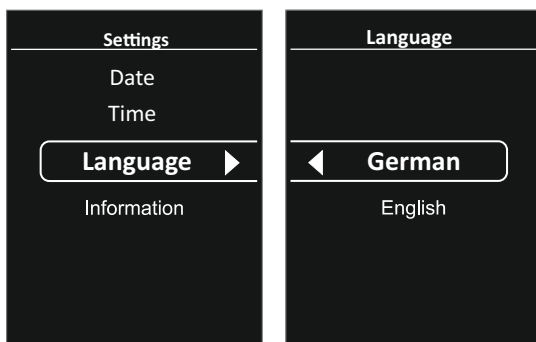 Settings
Date
Time
Language
Information
Language
German
English